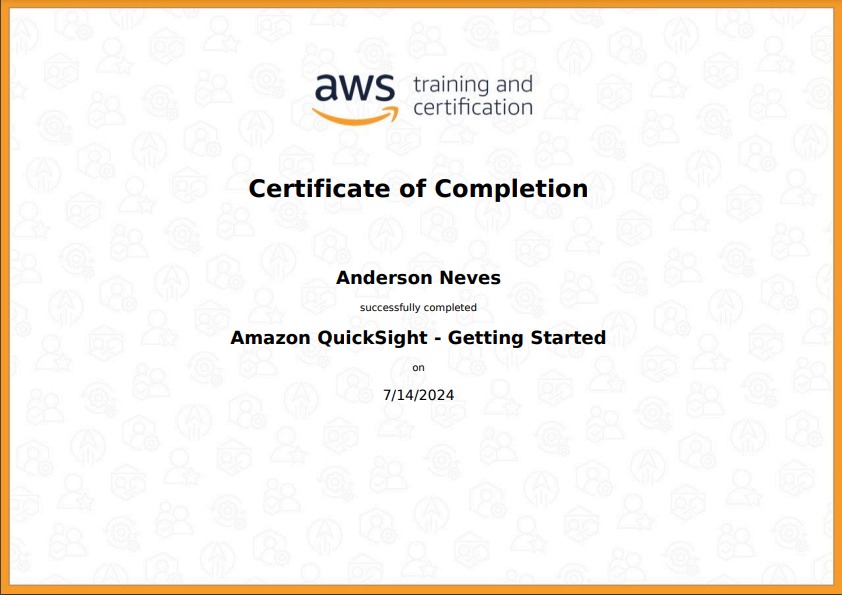 aws training and
certification
Certificate of Completion
Anderson Neves
successfully completed
Amazon QuickSight - Getting Started
on
7/14/2024